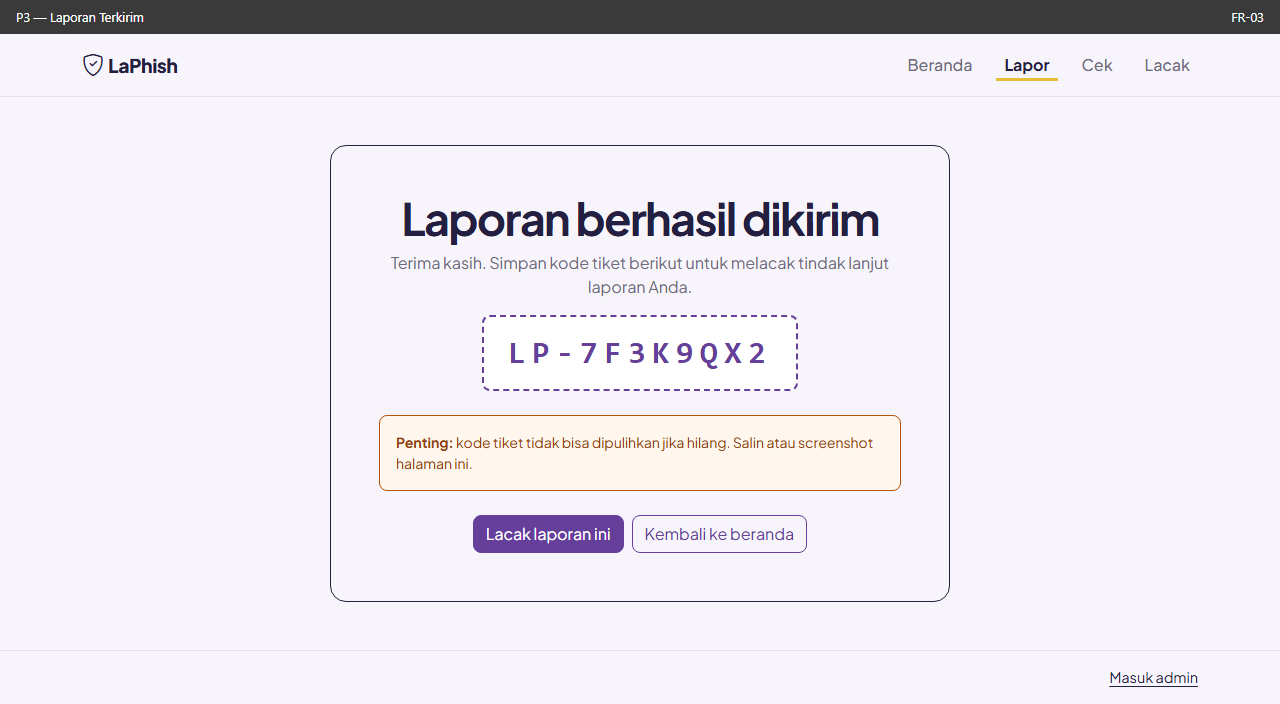 P3 — Laporan Terkirim
FR-03
LaPhish
Beranda
Lapor
Cek
Lacak
Laporan berhasil dikirim
Terima kasih. Simpan kode tiket berikut untuk melacak tindak lanjut
laporan Anda.
LP-7F3K9QX2
Penting: kode tiket tidak bisa dipulihkan jika hilang. Salin atau screenshot
halaman ini.
Lacak laporan ini
Kembali ke beranda
Masuk admin